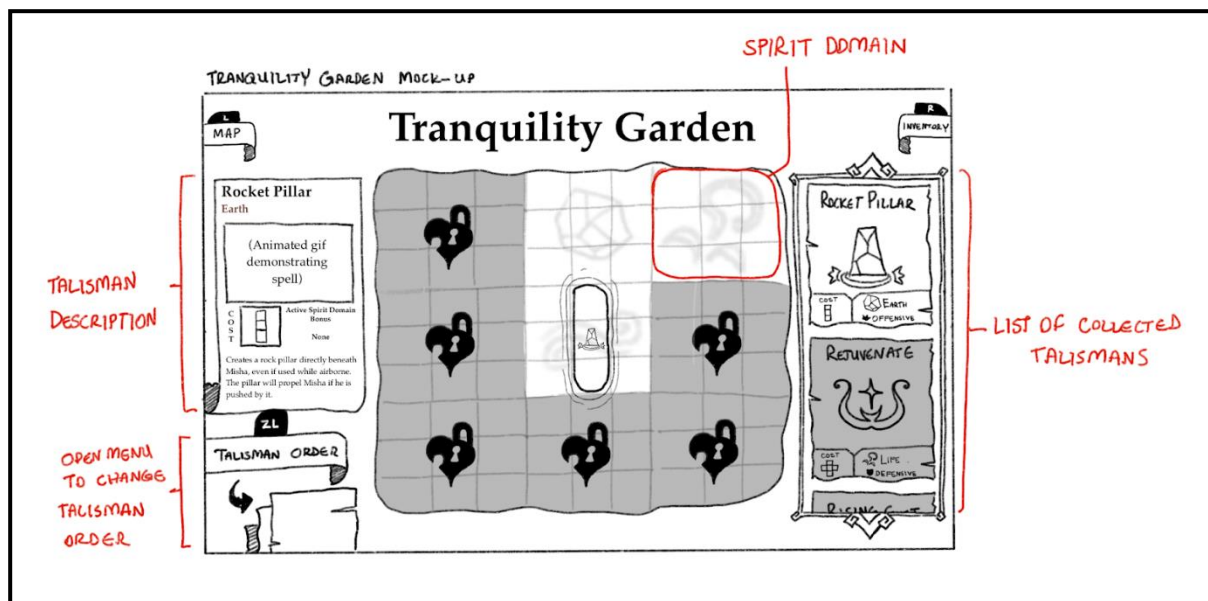 SPIRIT DOMAIN
TRANQUILITY GARDEN MOCK-UP
L
MAP
Tranquility Garden
R
INVENTORY
Rocket Pillar
Earth
(Animated gif
demonstrating
spell)
COST
Active Spirit Domain
Bonus
None
Creates a rock pillar directly beneath
Misha, even if used while airborne.
The pillar will propel Misha if he is
pushed by it.
TALISMAN
DESCRIPTION
ZL
TALISMAN ORDER
OPEN MENU
TO CHANGE
TALISMAN
ORDER
ROCKET PILLAR
COST
EARTH
OFFENSIVE
REJUVENATE
COST
LIFE
DEFENSIVE
RISING
LIST OF COLLECTED
TALISMANS